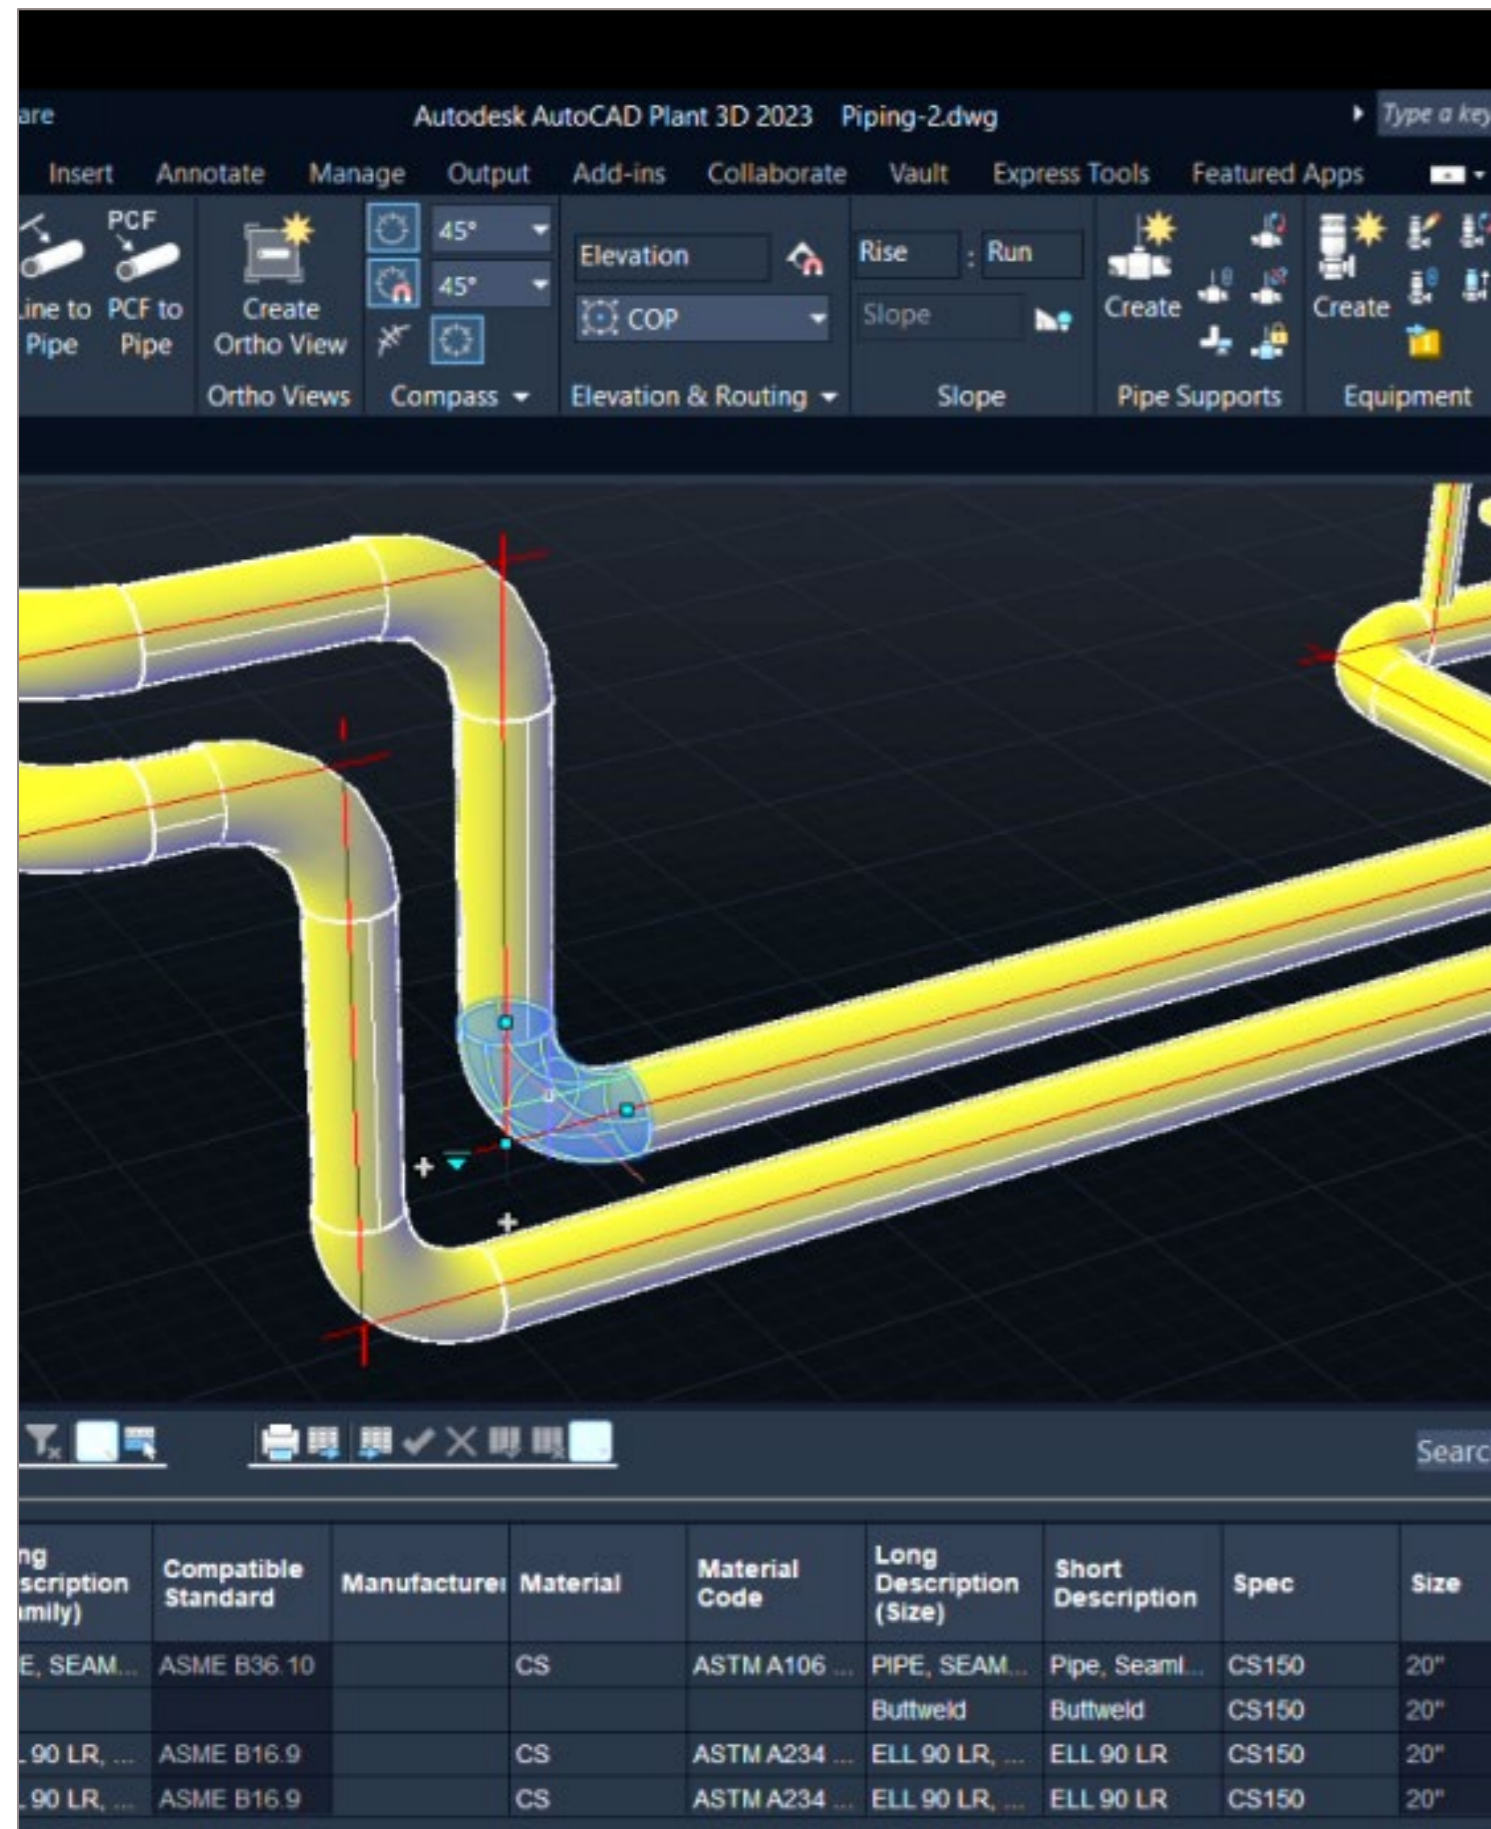 are
Autodesk AutoCAD Plant 3D 2023 Piping-2.dwg
Type a key
Insert Annotate Manage Output Add-ins Collaborate Vault Express Tools Featured Apps
PCF
45°
45°
Elevation
COP
Rise : Run
Slope
ine to
Pipe
PCF to
Pipe
Create
Ortho View
Create
Create
Ortho Views Compass Elevation & Routing Slope Pipe Supports Equipment
Searc
ng
scription
mily)
Compatible
Standard
Manufacturer
Material
Material
Code
Long
Description
(Size)
Short
Description
Spec
Size
E, SEAM... ASME B36.10 CS ASTM A106 ... PIPE, SEAM... Pipe, Seaml... CS150 20"
Buttweld Buttweld CS150 20"
90 LR, ... ASME B16.9 CS ASTM A234 ... ELL 90 LR, ... ELL 90 LR CS150 20"
90 LR, ... ASME B16.9 CS ASTM A234 ... ELL 90 LR, ... ELL 90 LR CS150 20"